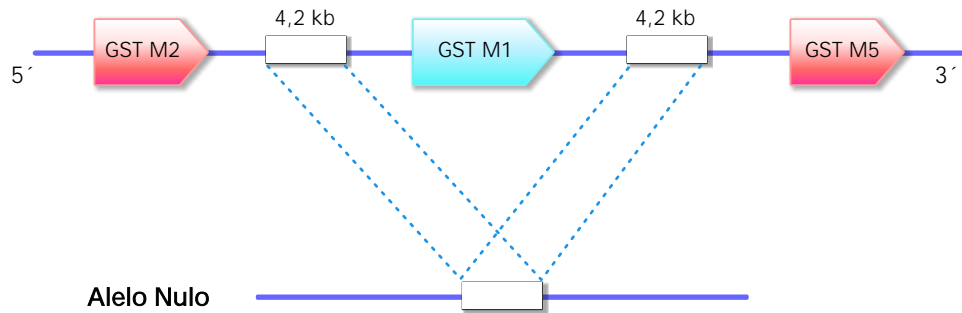 4,2 kb 4,2 kb
GST M2 GST M1 GST M5
5´ 3´
Alelo Nulo